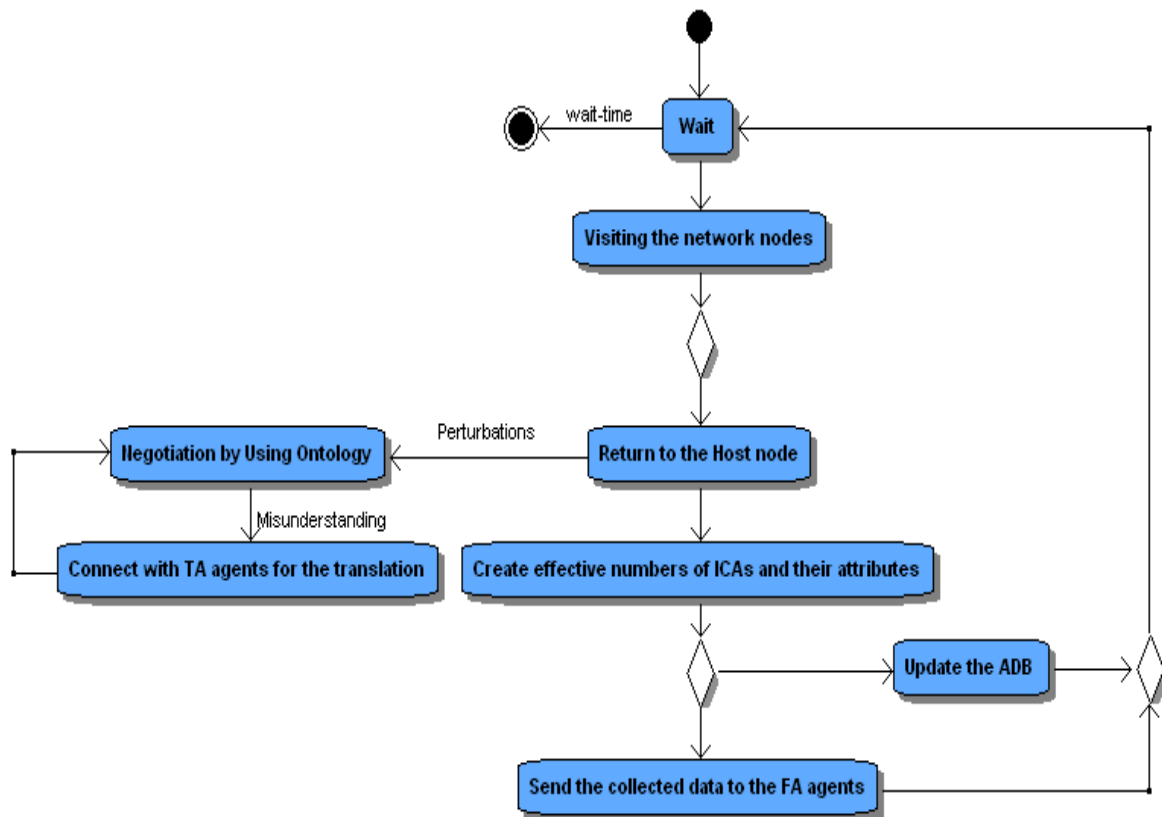 wait-time
Wait
Visiting the network nodes
Perturbations
Negotiation by Using Ontology
Return to the Host node
Misunderstanding
Connect with TA agents for the translation
Create effective numbers of ICAs and their attributes
Update the ADB
Send the collected data to the FA agents